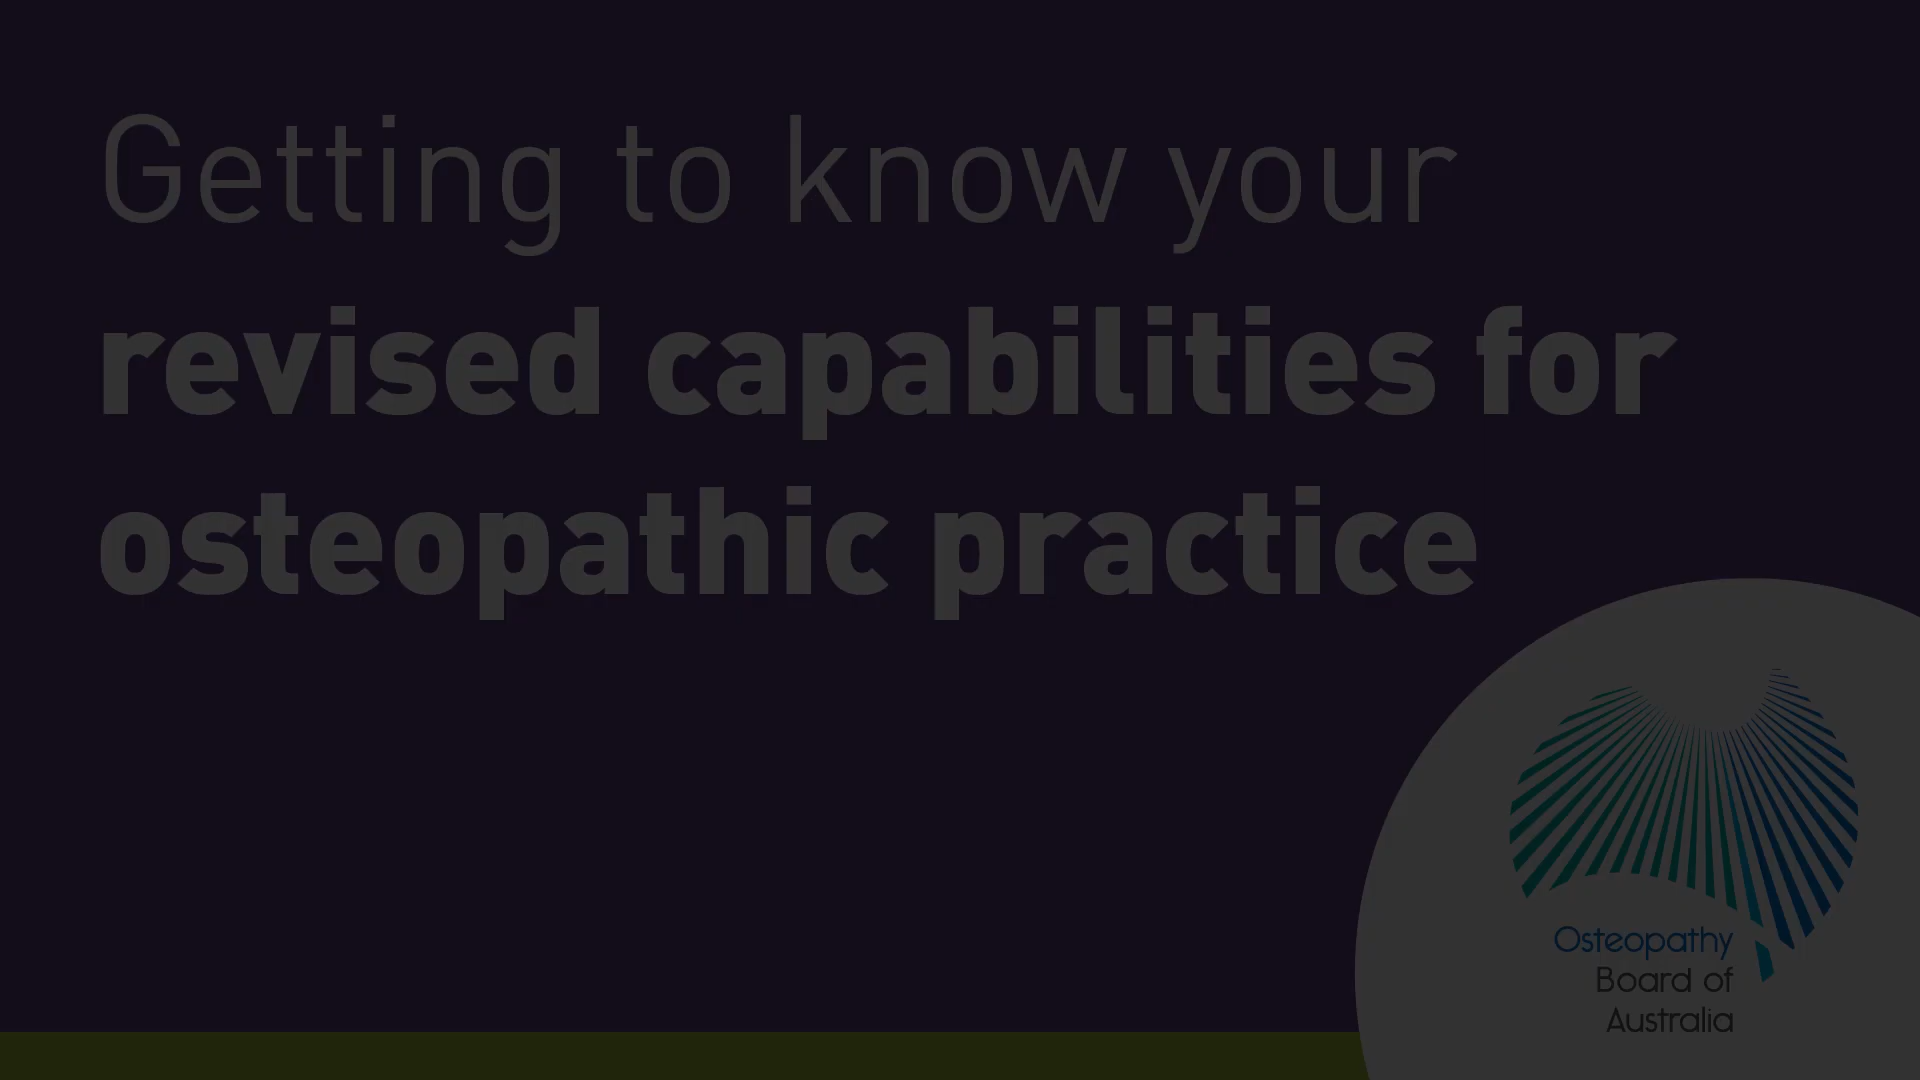 Getting to know your
revised capabilities for
osteopathic practice
Osteopathy
Board of
Australia